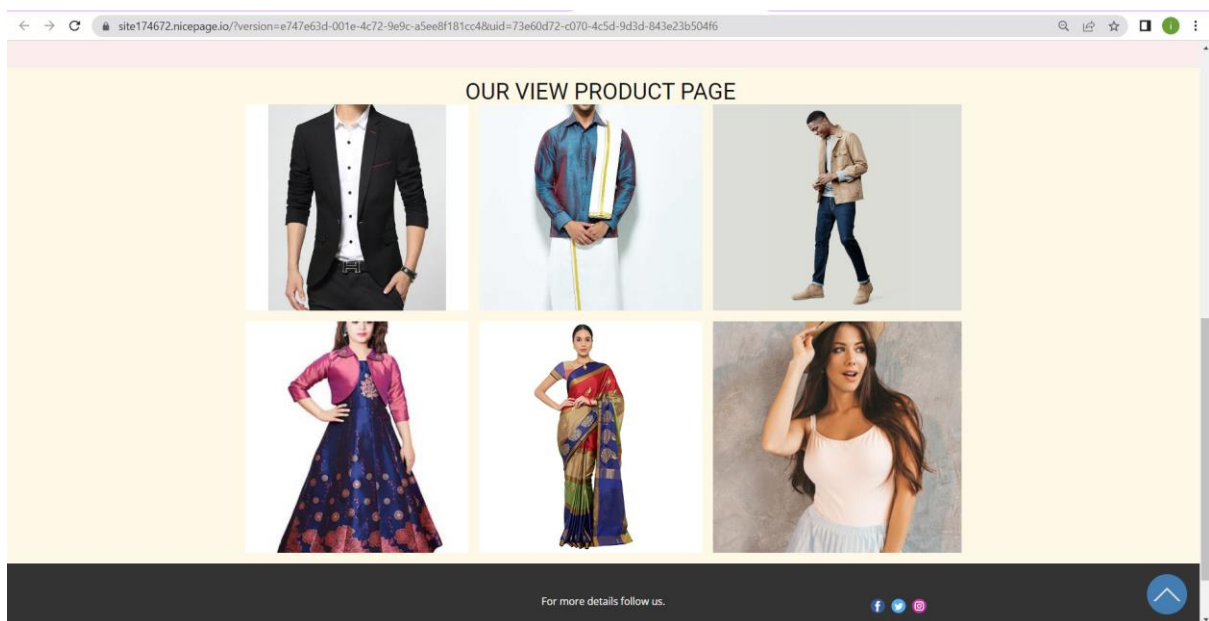 site174672.nicepage.io/?version=e747e63d-001e-4c72-9e9c-a5ee8f181cc4&uid=73e60d72-c070-4c5d-9d3d-843e23b504f6
OUR VIEW PRODUCT PAGE
For more details follow us.